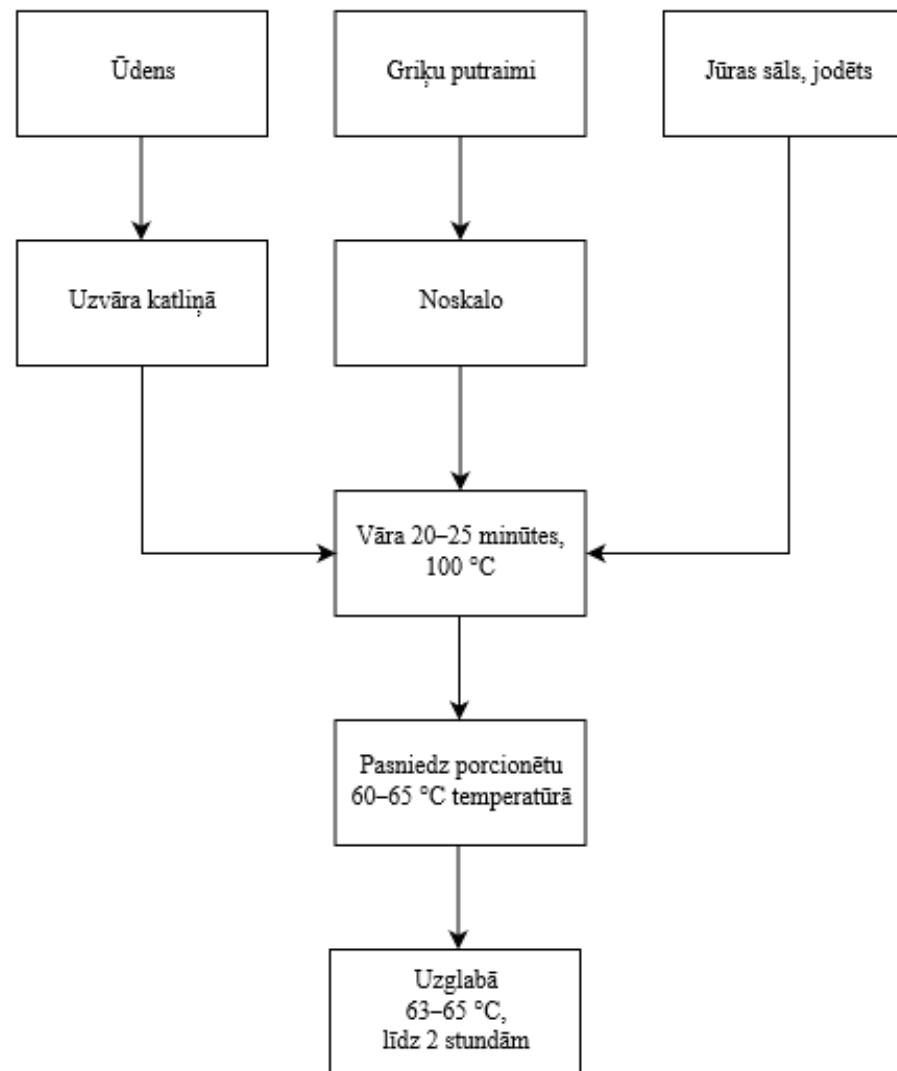 Ūdens
Griķu putraimi
Jūras sāls, jodēts
Uzvāra katliņā
Noskalo
Vāra 20–25 minūtes,
100 °C
Pasniedz porcionētu
60–65 °C temperatūrā
Uzglabā
63–65 °C,
līdz 2 stundām